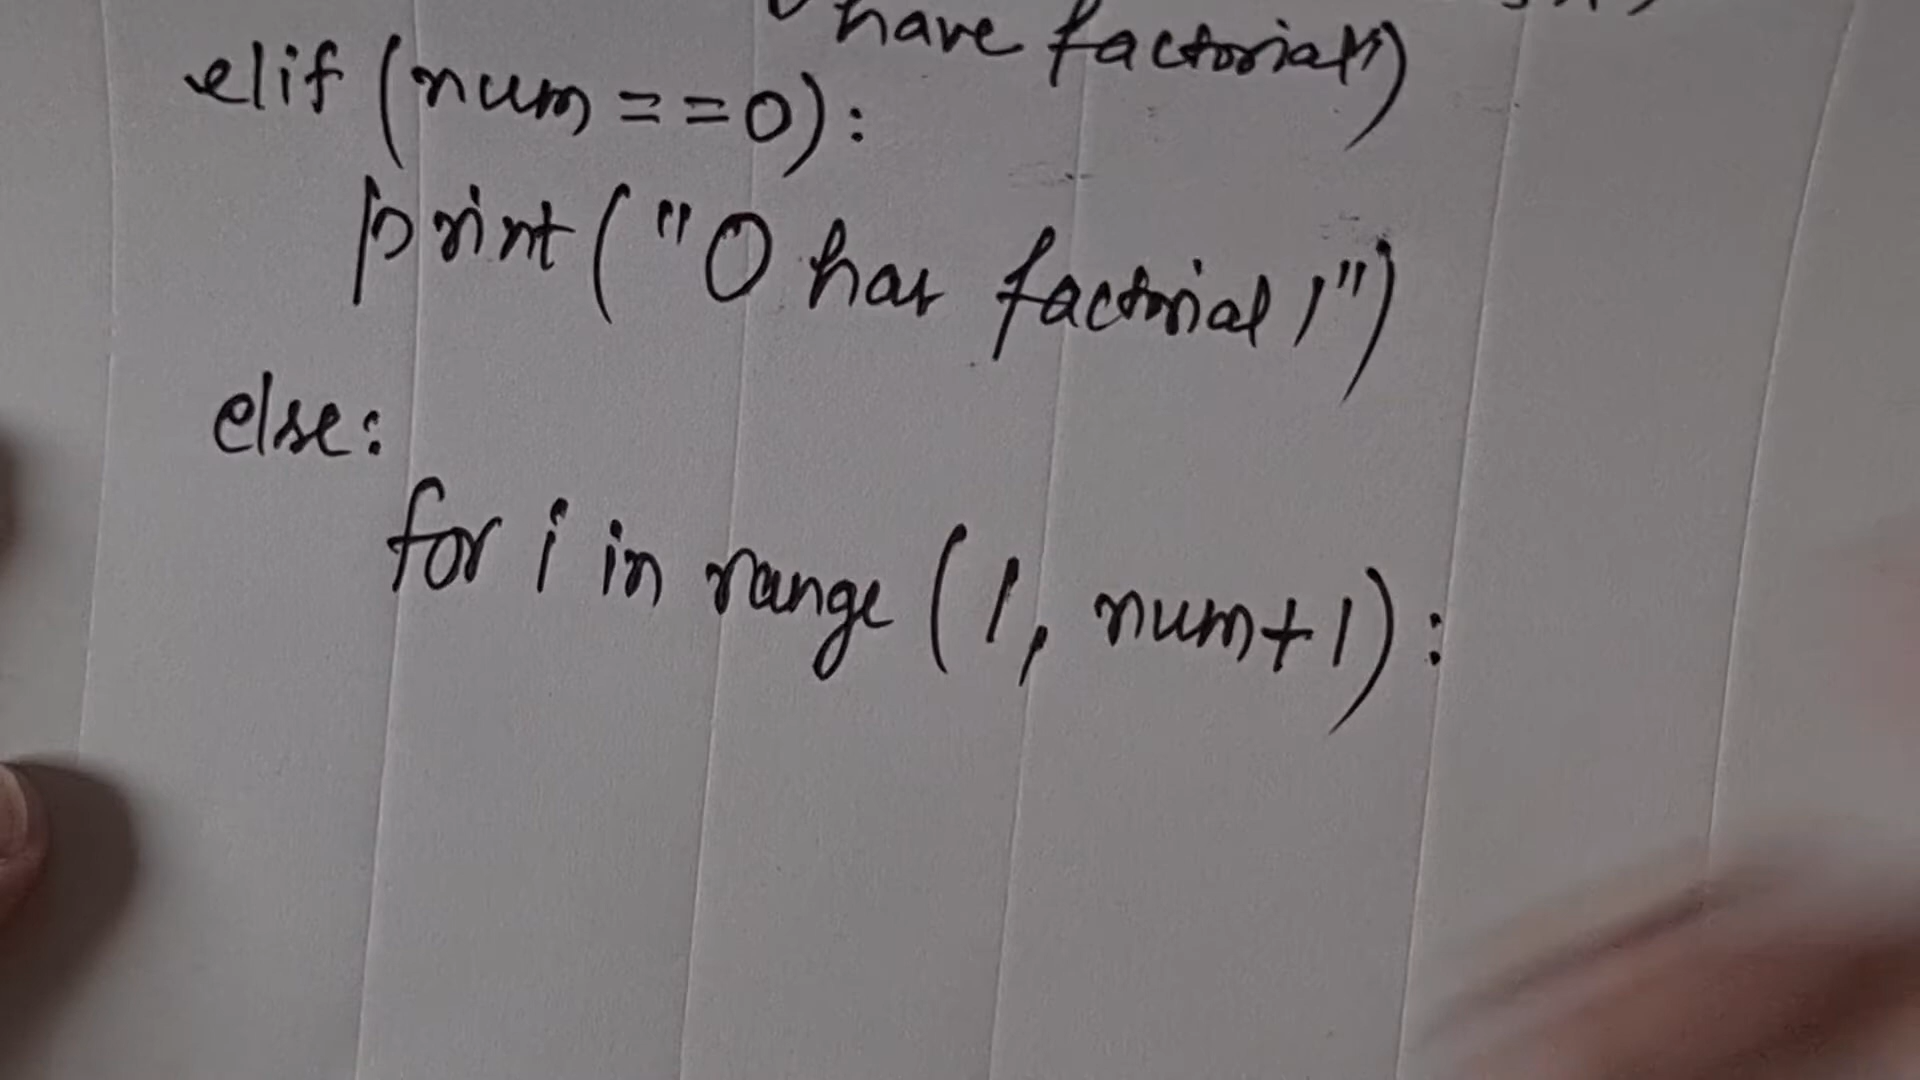 have factorial")
elif (num==0):
print("0 has factorial 1")
else:
for i in range (1, num+1):